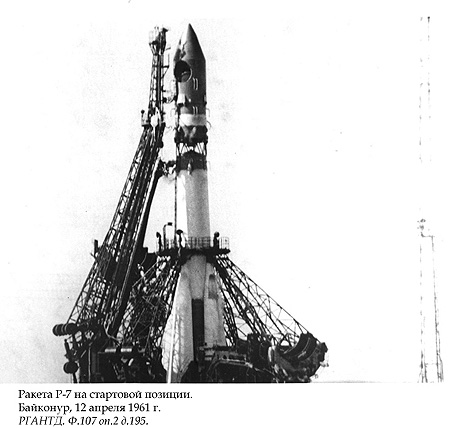 Ракета Р-7 на стартовой позиции.
Байконур, 12 апреля 1961 г.
РГАНТД. Ф.107 оп.2 д.195.